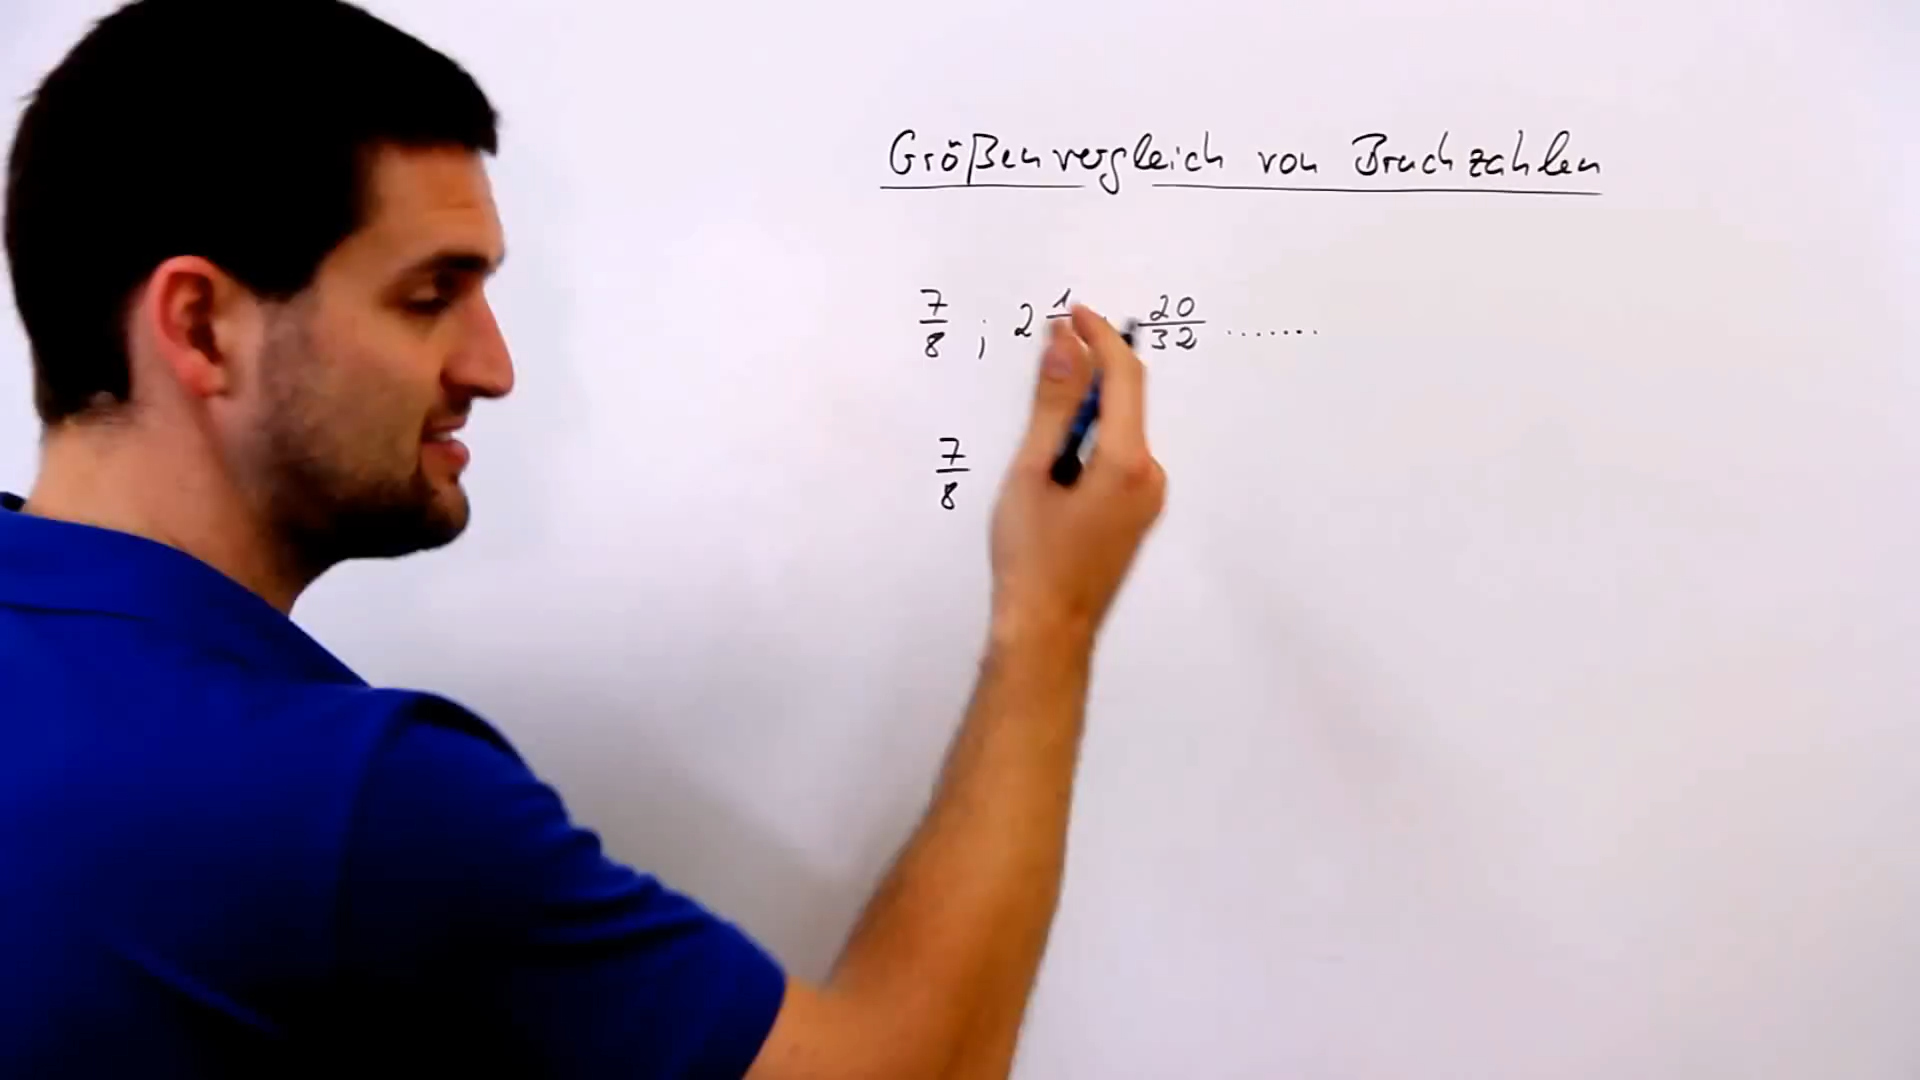 Größenvergleich von Bruchzahlen
7/8 ; 2 1 20/32 .......
7/8